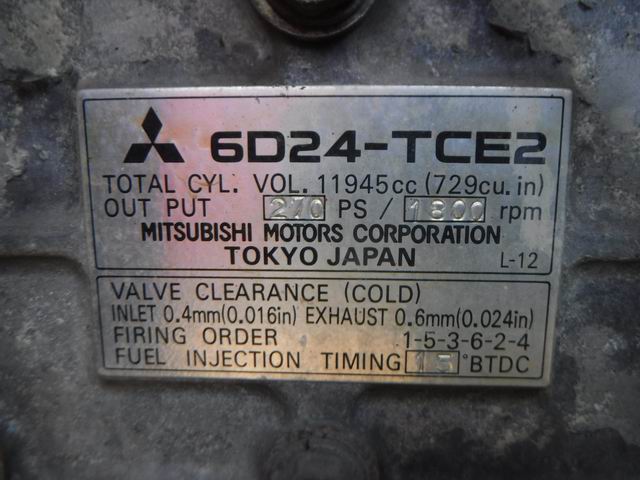 6D24-TCE2
TOTAL CYL. VOL. 11945cc (729cu.in)
OUT PUT 270 PS / 1800 rpm
MITSUBISHI MOTORS CORPORATION
TOKYO JAPAN L-12
VALVE CLEARANCE (COLD)
INLET 0.4mm(0.016in) EXHAUST 0.6mm(0.024in)
FIRING ORDER 1-5-3-6-2-4
FUEL INJECTION TIMING 15 °BTDC